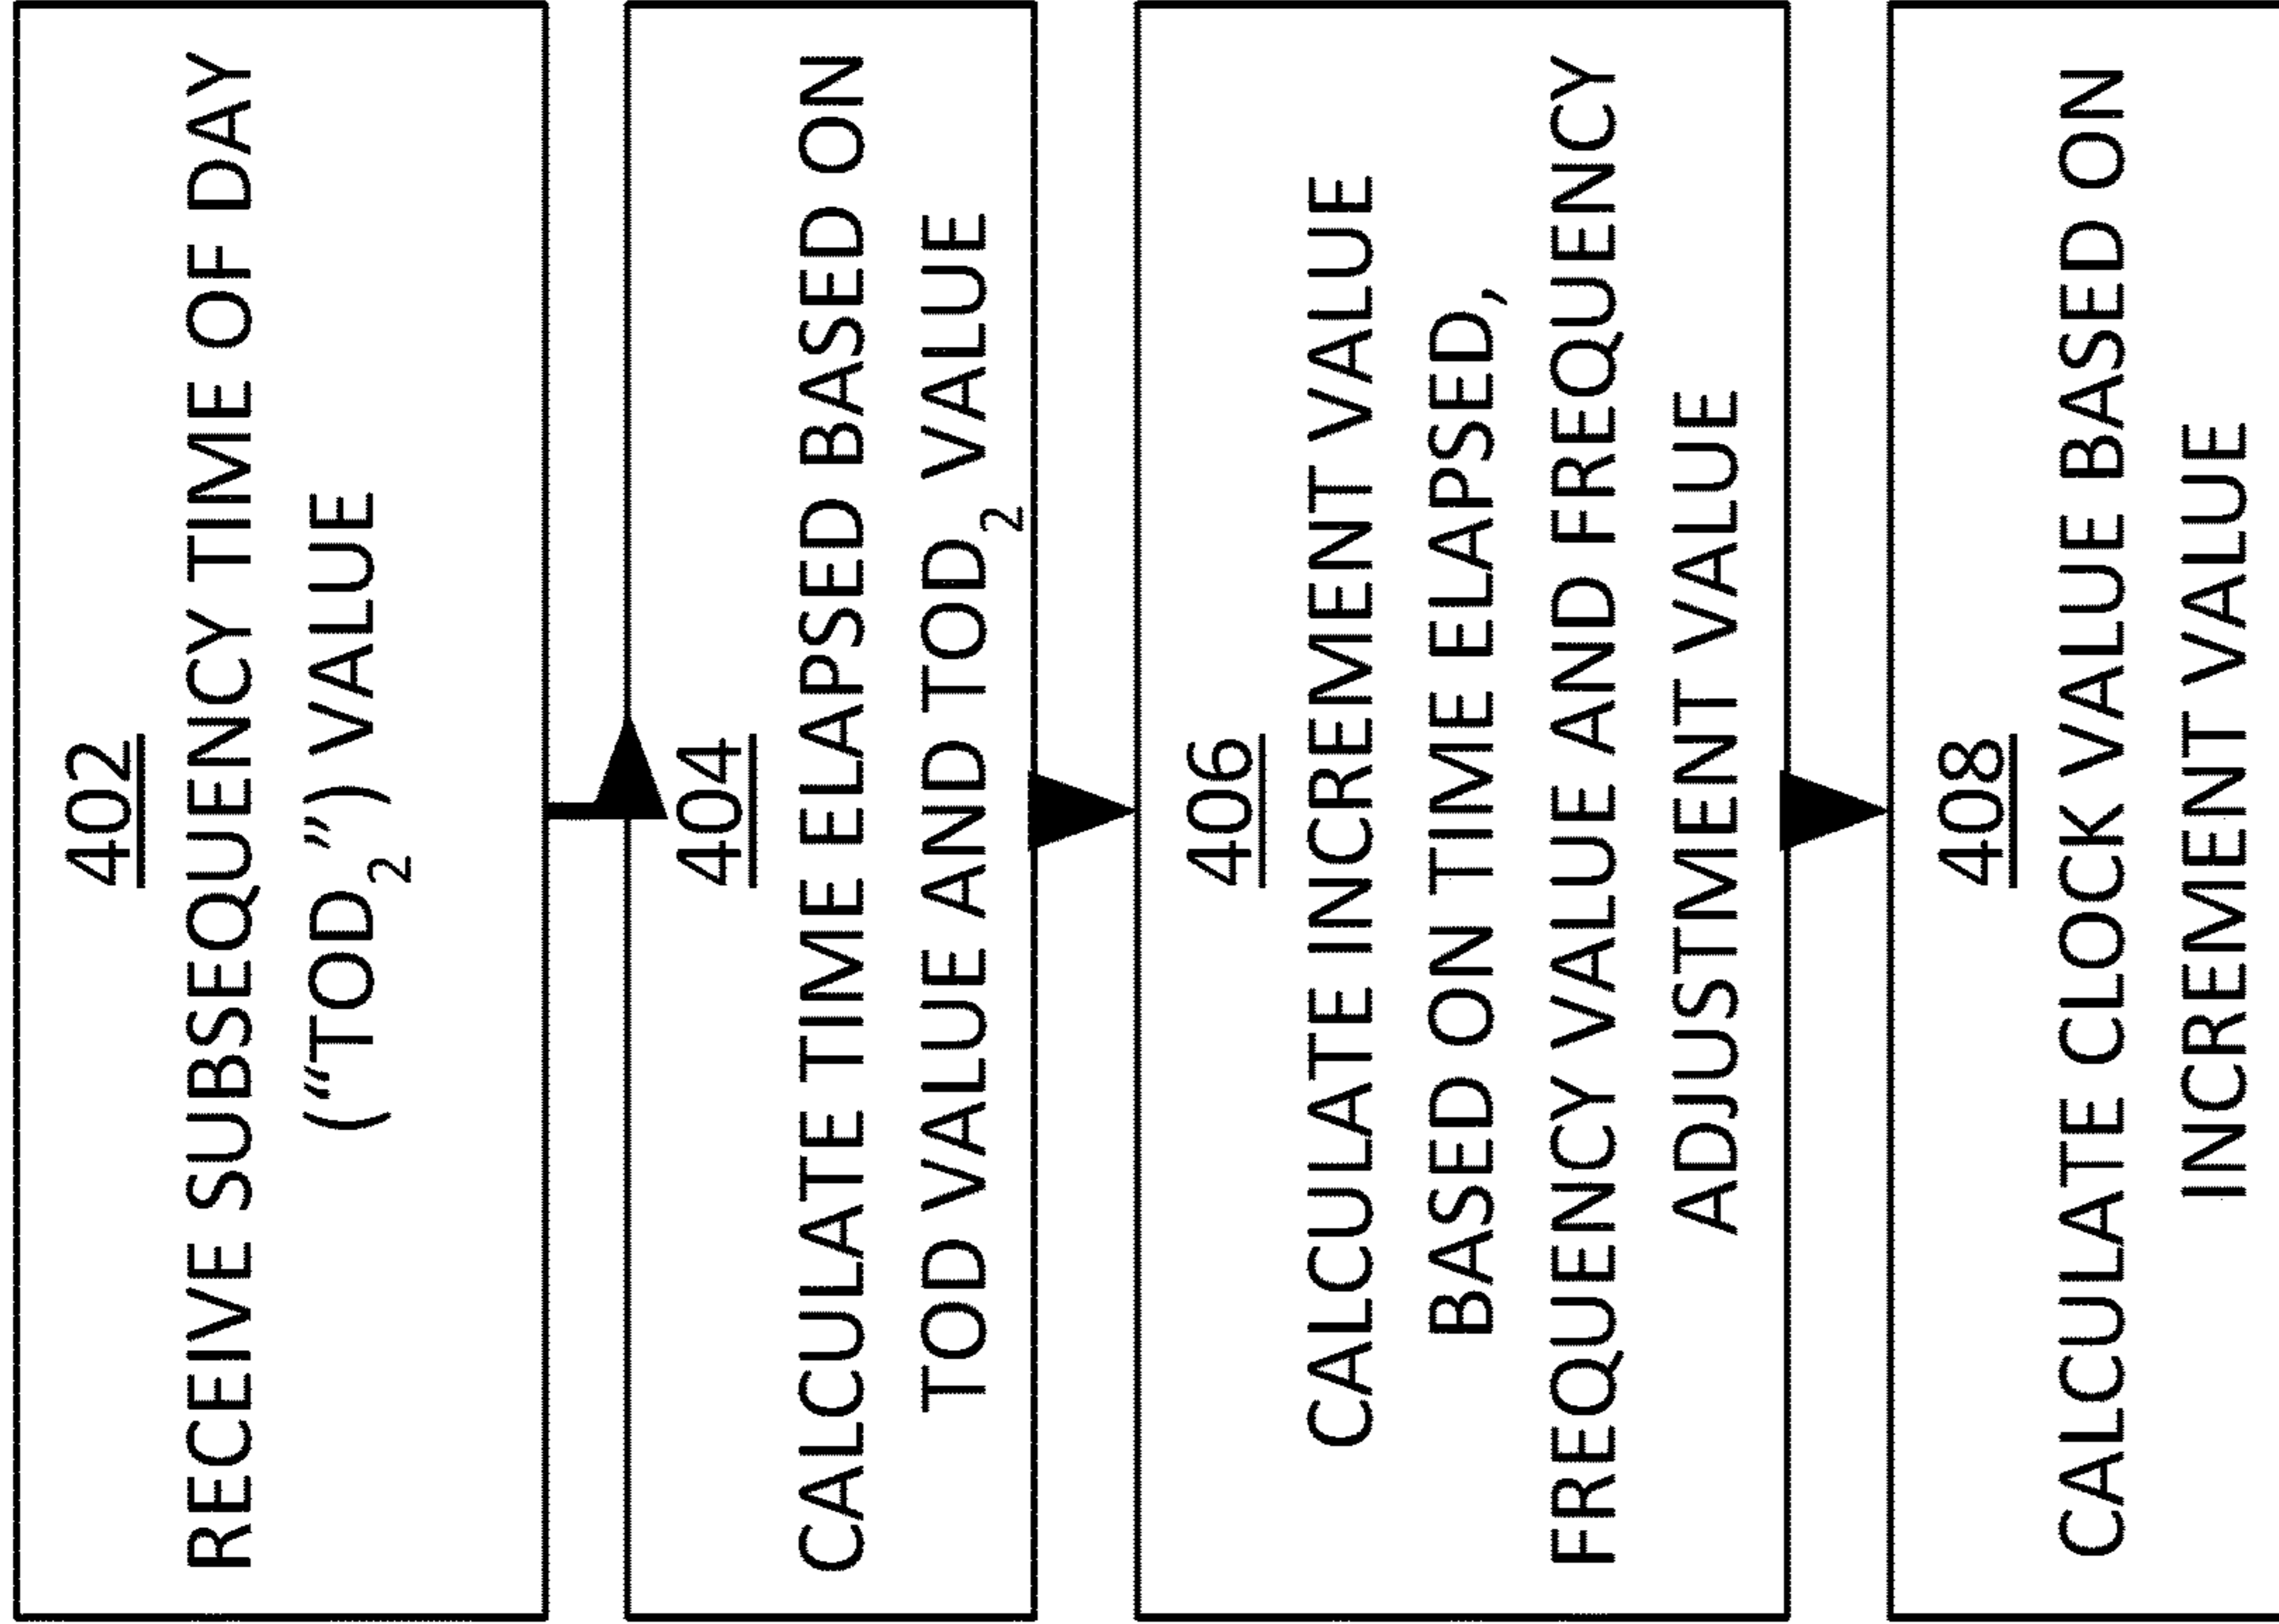 402
RECEIVE SUBSEQUENCY TIME OF DAY
(“TOD₂”) VALUE
404
CALCULATE TIME ELAPSED BASED ON
TOD VALUE AND TOD₂ VALUE
406
CALCULATE INCREMENT VALUE
BASED ON TIME ELAPSED,
FREQUENCY VALUE AND FREQUENCY
ADJUSTMENT VALUE
408
CALCULATE CLOCK VALUE BASED ON
INCREMENT VALUE